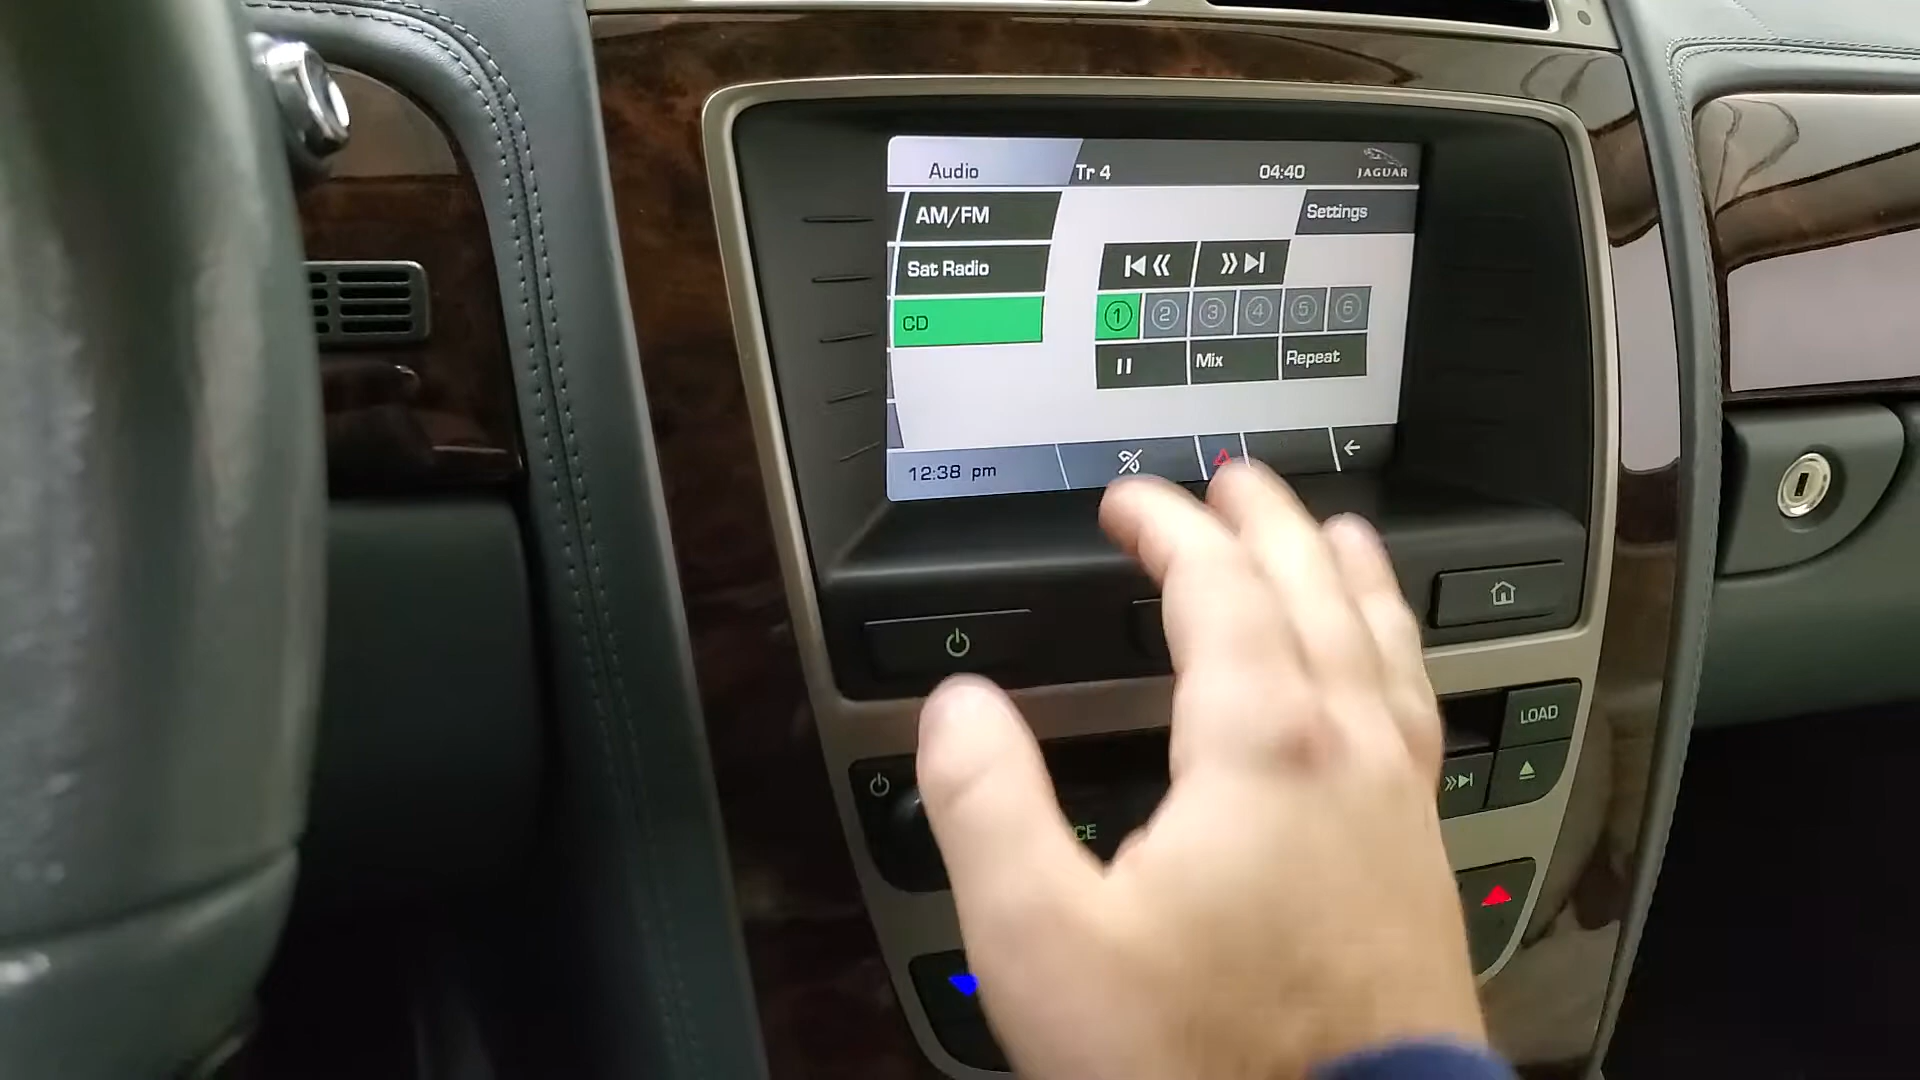 Audio
Tr 4
04:40
JAGUAR
AM/FM
Settings
Sat Radio
CD
1 2 3 4 5 6
Mix
Repeat
12:38 pm
LOAD
CE